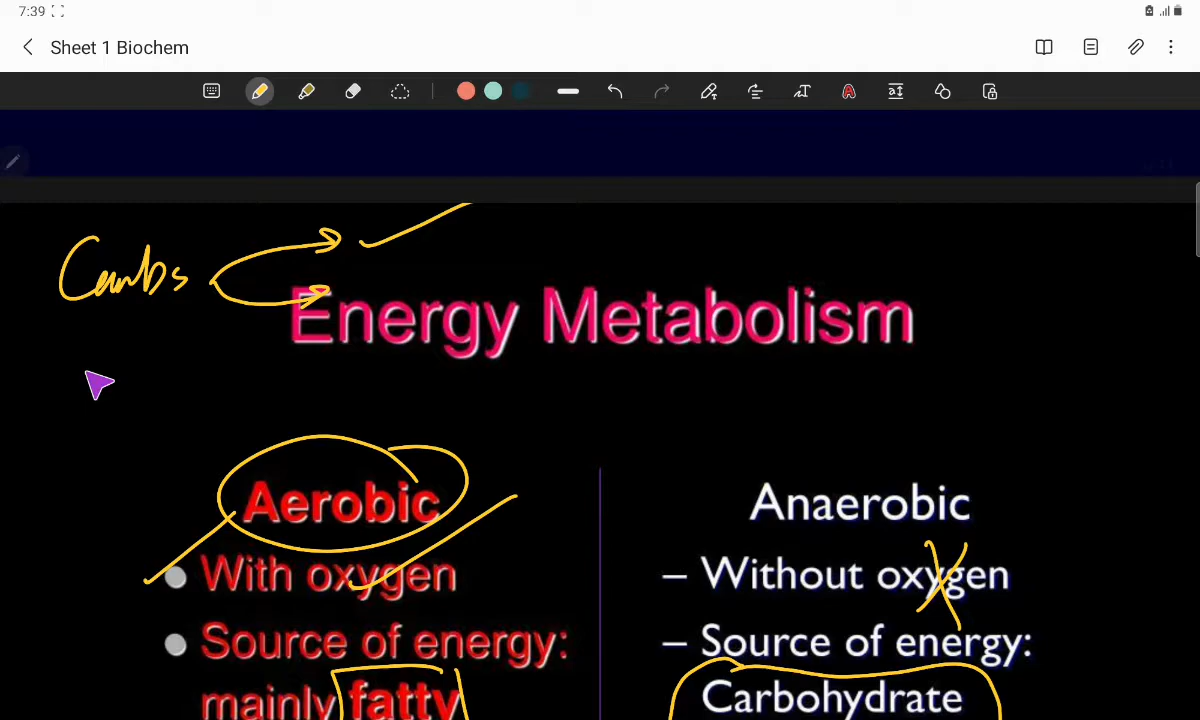 7:39
Sheet 1 Biochem
Carbs
Energy Metabolism
Aerobic
With oxygen
Source of energy:
mainly fatty
Anaerobic
– Without oxygen
– Source of energy:
Carbohydrate